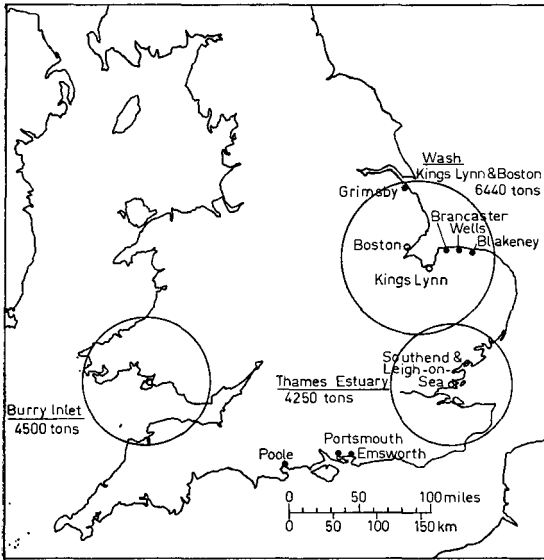 Wash
Kings Lynn & Boston
6440 tons
Grimsby
Brancaster
Wells
Blakeney
Boston
Kings Lynn
Southend &
Leigh-on-
Sea
Thames Estuary
4250 tons
Burry Inlet
4500 tons
Portsmouth
Poole
Emsworth
0 50 100 miles
0 50 100 150 km